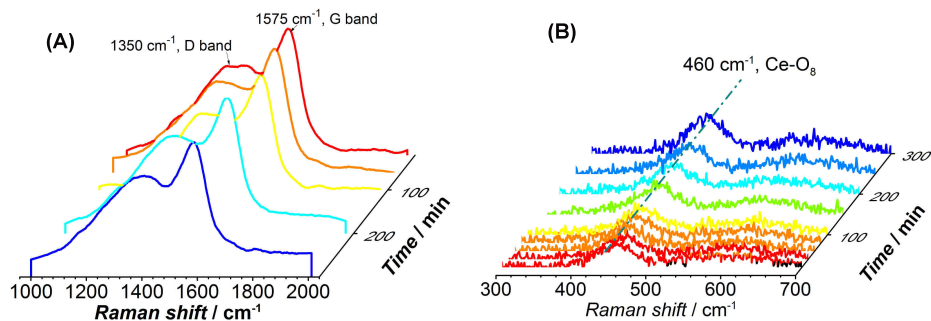 (A)
1575 cm⁻¹, G band
1350 cm⁻¹, D band
100
200
Time / min
1000 1200 1400 1600 1800 2000
Raman shift / cm⁻¹
(B)
460 cm⁻¹, Ce-O₈
300
200
100
Time / min
300 400 500 600 700
Raman shift / cm⁻¹